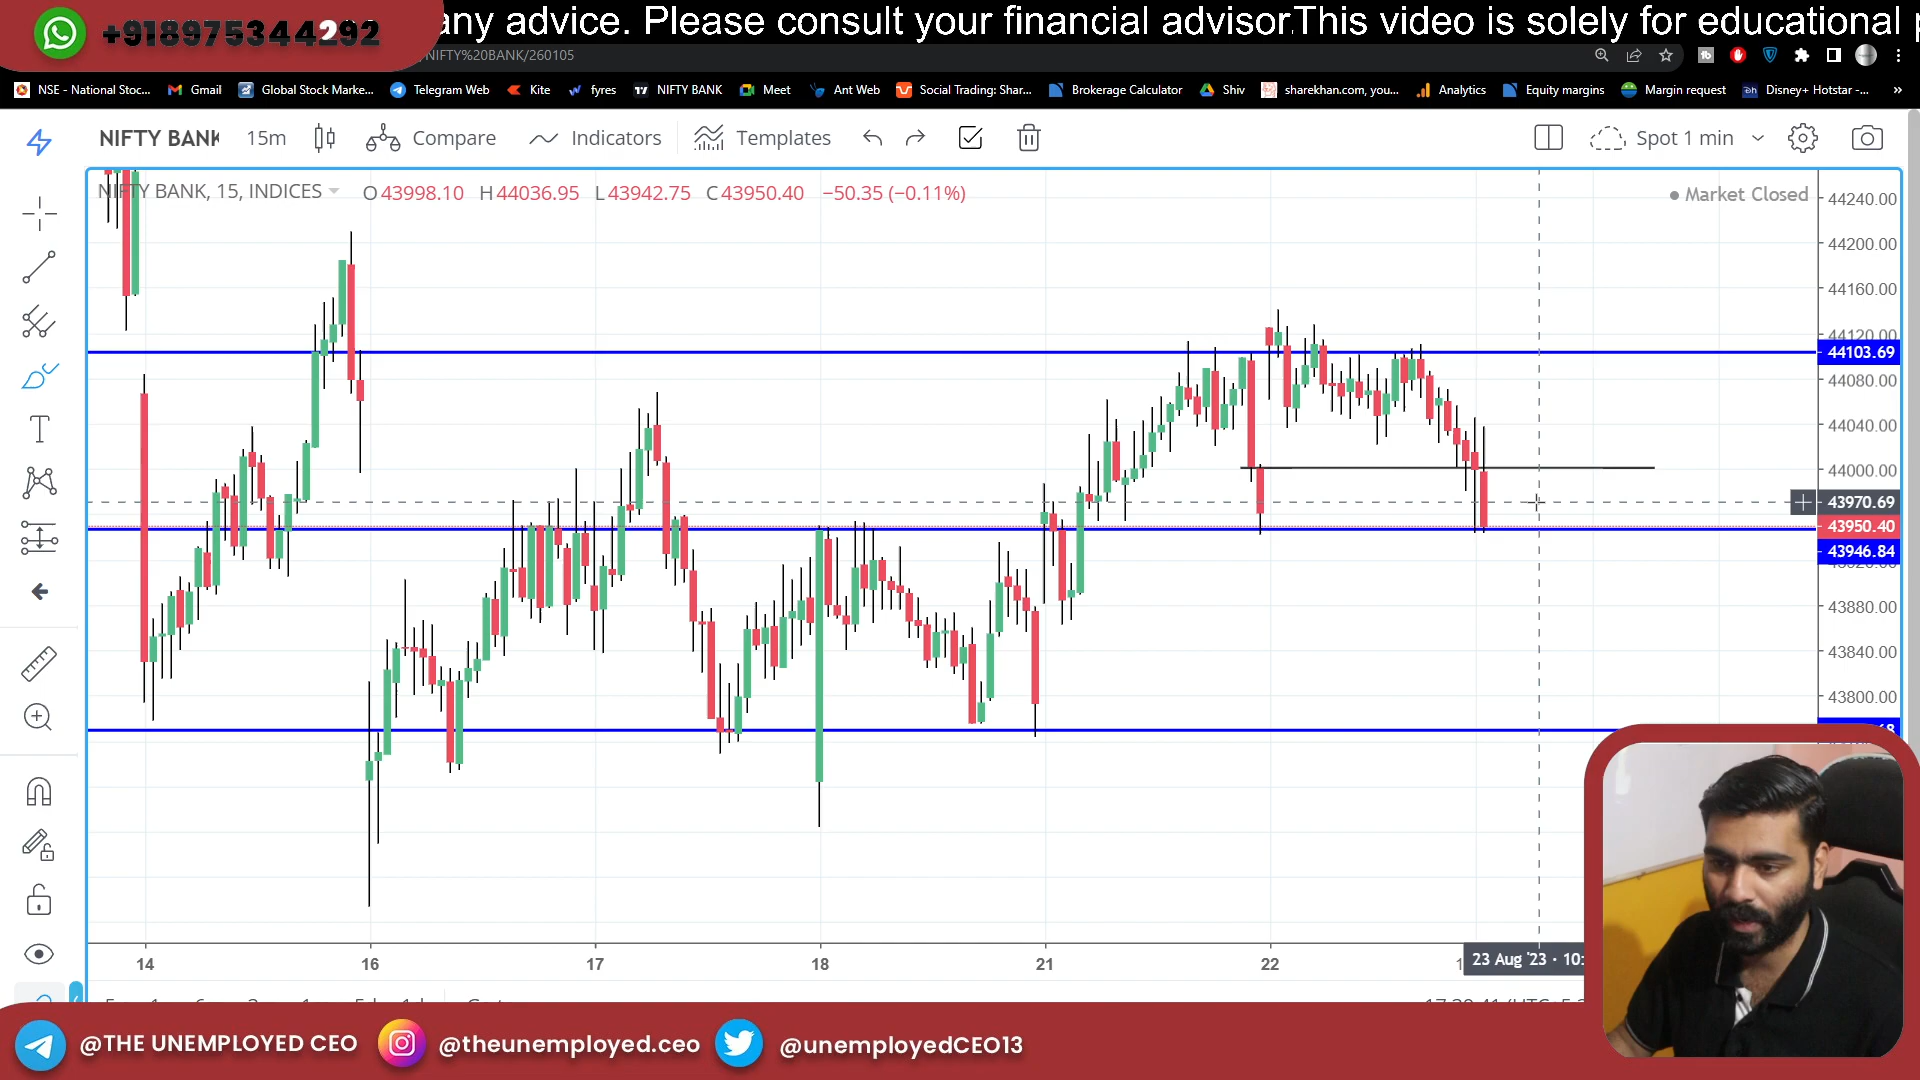 +918975344292
any advice. Please consult your financial advisor.This video is solely for educational
/NIFTY%20BANK/260105
NSE - National Stoc...
Gmail
Global Stock Marke...
Telegram Web
Kite
fyres
NIFTY BANK
Meet
Ant Web
Social Trading: Shar...
Brokerage Calculator
Shiv
sharekhan.com, you...
Analytics
Equity margins
Margin request
Disney+ Hotstar -...
»
NIFTY BANK
15m
Compare
Indicators
Templates
Spot 1 min
NIFTY BANK, 15, INDICES
O 43998.10 H 44036.95 L 43942.75 C 43950.40 −50.35 (−0.11%)
Market Closed
44240.00
44200.00
44160.00
44120.00
44103.69
44080.00
44040.00
44000.00
43970.69
43950.40
43946.84
43880.00
43840.00
43800.00
14 16 17 18 21 22
23 Aug '23 · 10:
@THE UNEMPLOYED CEO
@theunemployed.ceo
@unemployedCEO13